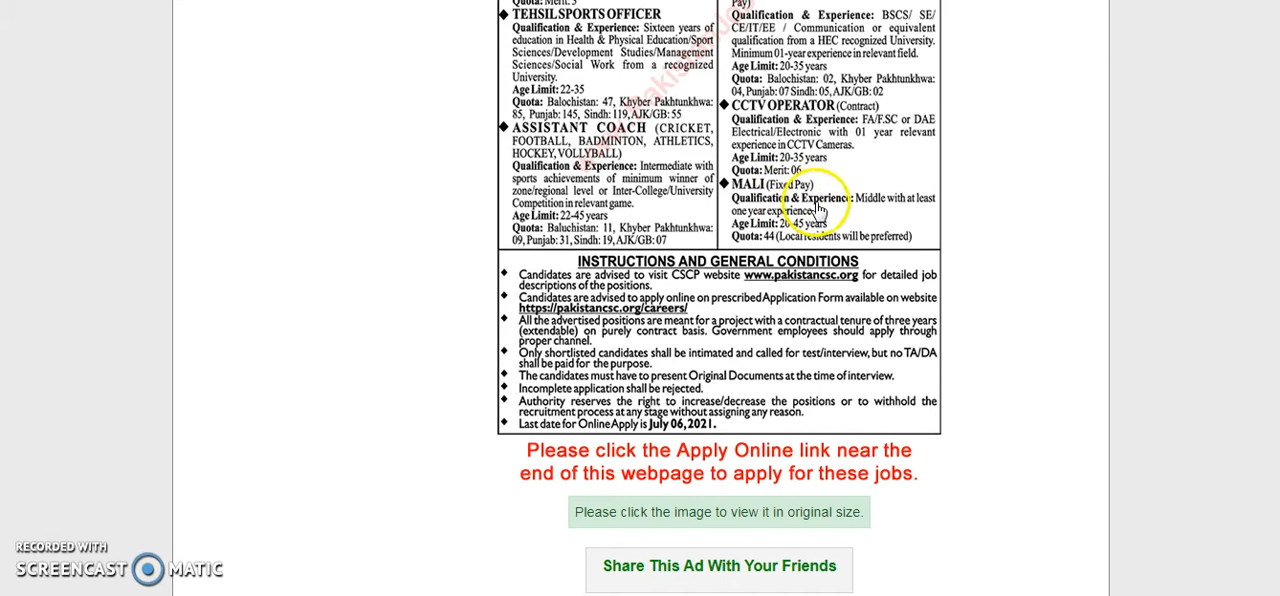 Quota: Merit: 3
◆ TEHSIL SPORTS OFFICER
Qualification & Experience: Sixteen years of
education in Health & Physical Education/Sport
Sciences/Development Studies/Management
Sciences/Social Work from a recognized
University.
Age Limit: 22-35
Quota: Balochistan: 47, Khyber Pakhtunkhwa:
85, Punjab: 145, Sindh: 119, AJK/GB: 55
◆ ASSISTANT COACH (CRICKET,
FOOTBALL, BADMINTON, ATHLETICS,
HOCKEY, VOLLYBALL)
Qualification & Experience: Intermediate with
sports achievements of minimum winner of
zone/regional level or Inter-College/University
Competition in relevant game.
Age Limit: 22-45 years
Quota: Baluchistan: 11, Khyber Pakhtunkhwa:
09, Punjab: 31, Sindh: 19, AJK/GB: 07
Pay)
Qualification & Experience: BSCS/ SE/
CE/IT/EE / Communication or equivalent
qualification from a HEC recognized University.
Minimum 01-year experience in relevant field.
Age Limit: 20-35 years
Quota: Balochistan: 02, Khyber Pakhtunkhwa:
04, Punjab: 07 Sindh: 05, AJK/GB: 02
◆ CCTV OPERATOR (Contract)
Qualification & Experience: FA/F.SC or DAE
Electrical/Electronic with 01 year relevant
experience in CCTV Cameras.
Age Limit: 20-35 years
Quota: Merit: 06
◆ MALI (Fixed Pay)
Qualification & Experience: Middle with at least
one year experience.
Age Limit: 20-45 years
Quota: 44 (Local residents will be preferred)
INSTRUCTIONS AND GENERAL CONDITIONS
◆ Candidates are advised to visit CSCP website www.pakistancsc.org for detailed job
descriptions of the positions.
◆ Candidates are advised to apply online on prescribed Application Form available on website
https://pakistancsc.org/careers/
◆ All the advertised positions are meant for a project with a contractual tenure of three years
(extendable) on purely contract basis. Government employees should apply through
proper channel.
◆ Only shortlisted candidates shall be intimated and called for test/interview, but no TA/DA
shall be paid for the purpose.
◆ The candidates must have to present Original Documents at the time of interview.
◆ Incomplete application shall be rejected.
◆ Authority reserves the right to increase/decrease the positions or to withhold the
recruitment process at any stage without assigning any reason.
◆ Last date for Online Apply is July 06, 2021.
Please click the Apply Online link near the
end of this webpage to apply for these jobs.
Please click the image to view it in original size.
Share This Ad With Your Friends
RECORDED WITH
SCREENCAST MATIC